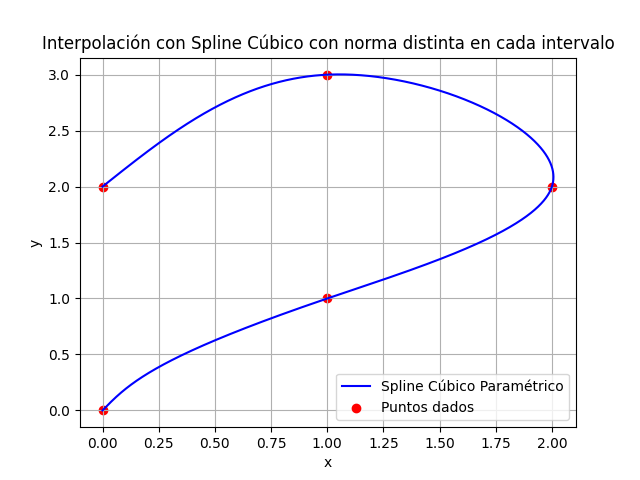 Interpolación con Spline Cúbico con norma distinta en cada intervalo
3.0
2.5
2.0
1.5
1.0
0.5
0.0
y
0.00 0.25 0.50 0.75 1.00 1.25 1.50 1.75 2.00
x
Spline Cúbico Paramétrico
Puntos dados